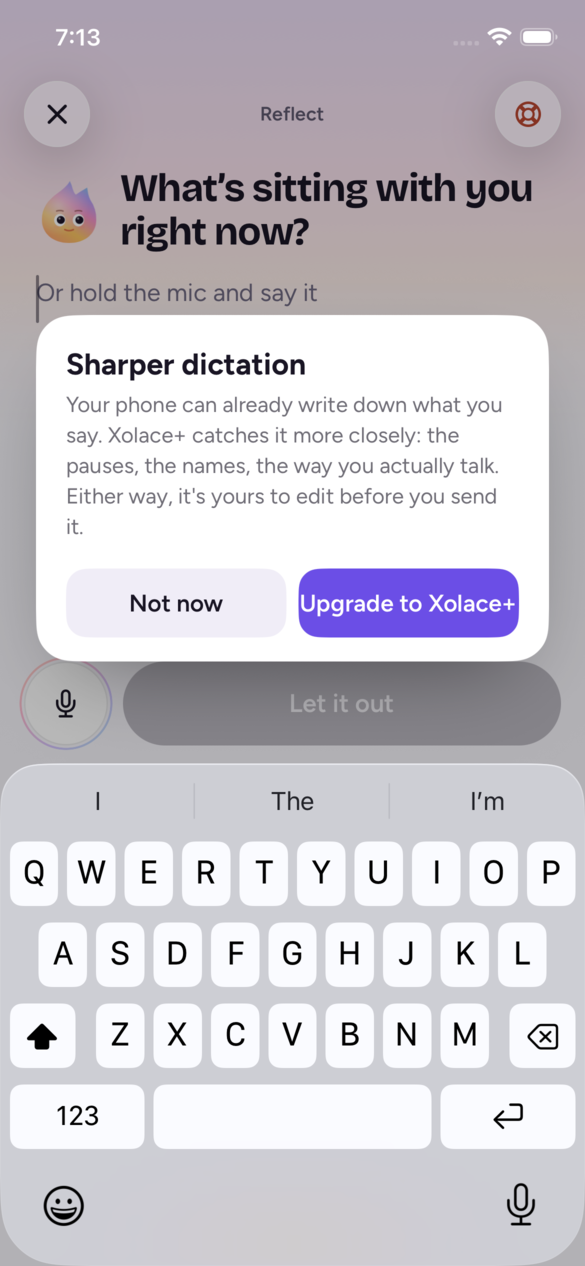 7:13
Reflect
What's sitting with you
right now?
Or hold the mic and say it
Sharper dictation
Your phone can already write down what you
say. Xolace+ catches it more closely: the
pauses, the names, the way you actually talk.
Either way, it's yours to edit before you send
it.
Not now
Upgrade to Xolace+
Let it out
I
The
I'm
Q W E R T Y U I O P
A S D F G H J K L
Z X C V B N M
123